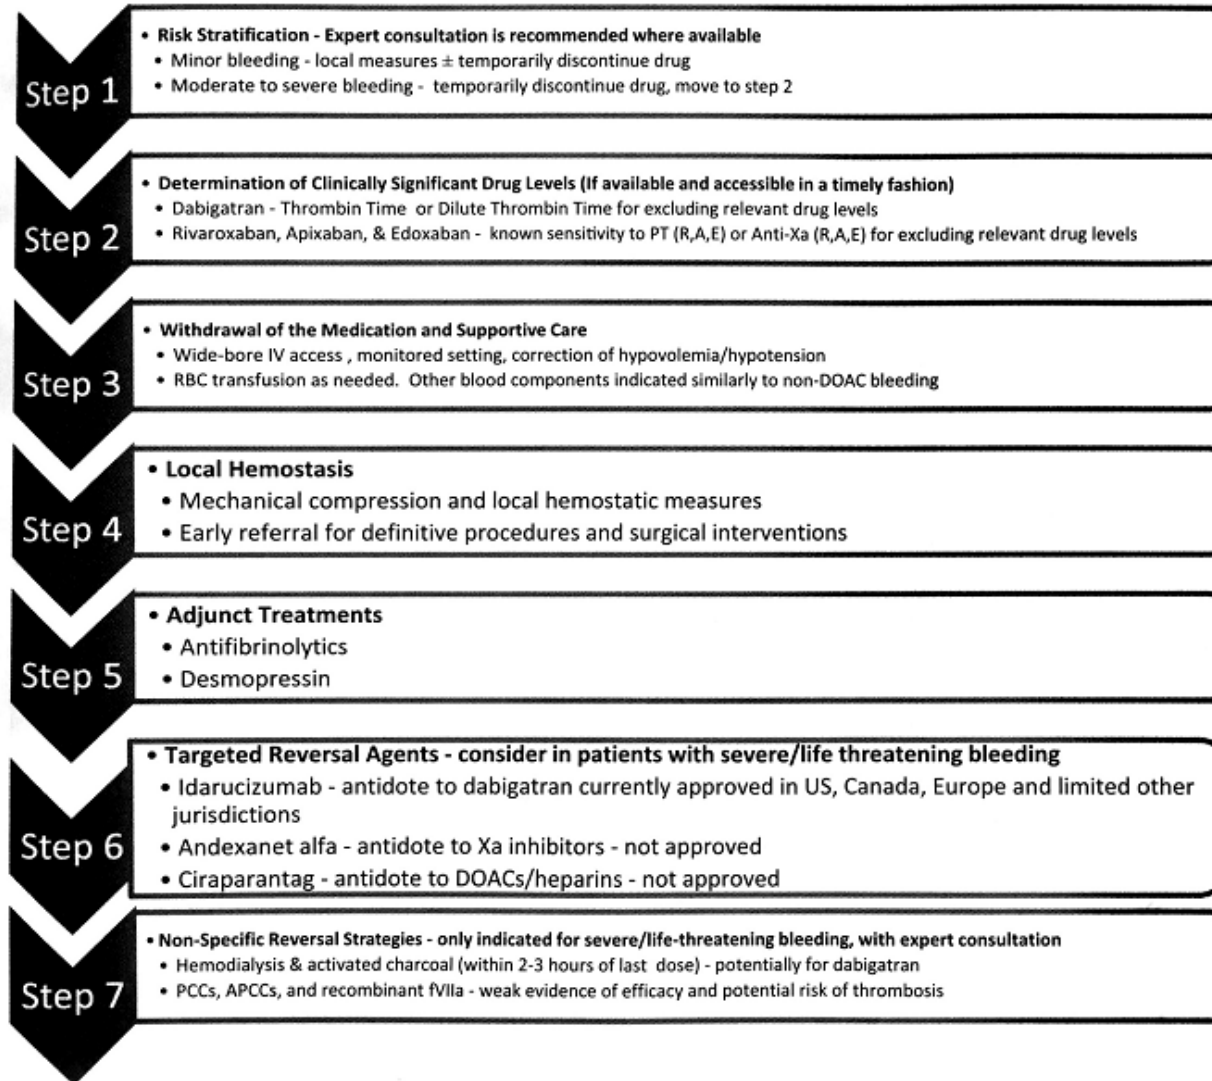 Step 1
• Risk Stratification - Expert consultation is recommended where available
• Minor bleeding - local measures ± temporarily discontinue drug
• Moderate to severe bleeding - temporarily discontinue drug, move to step 2
Step 2
• Determination of Clinically Significant Drug Levels (If available and accessible in a timely fashion)
• Dabigatran - Thrombin Time or Dilute Thrombin Time for excluding relevant drug levels
• Rivaroxaban, Apixaban, & Edoxaban - known sensitivity to PT (R,A,E) or Anti-Xa (R,A,E) for excluding relevant drug levels
Step 3
• Withdrawal of the Medication and Supportive Care
• Wide-bore IV access , monitored setting, correction of hypovolemia/hypotension
• RBC transfusion as needed. Other blood components indicated similarly to non-DOAC bleeding
Step 4
• Local Hemostasis
• Mechanical compression and local hemostatic measures
• Early referral for definitive procedures and surgical interventions
Step 5
• Adjunct Treatments
• Antifibrinolytics
• Desmopressin
Step 6
• Targeted Reversal Agents - consider in patients with severe/life threatening bleeding
• Idarucizumab - antidote to dabigatran currently approved in US, Canada, Europe and limited other
jurisdictions
• Andexanet alfa - antidote to Xa inhibitors - not approved
• Ciraparantag - antidote to DOACs/heparins - not approved
Step 7
• Non-Specific Reversal Strategies - only indicated for severe/life-threatening bleeding, with expert consultation
• Hemodialysis & activated charcoal (within 2-3 hours of last dose) - potentially for dabigatran
• PCCs, APCCs, and recombinant fVIIa - weak evidence of efficacy and potential risk of thrombosis